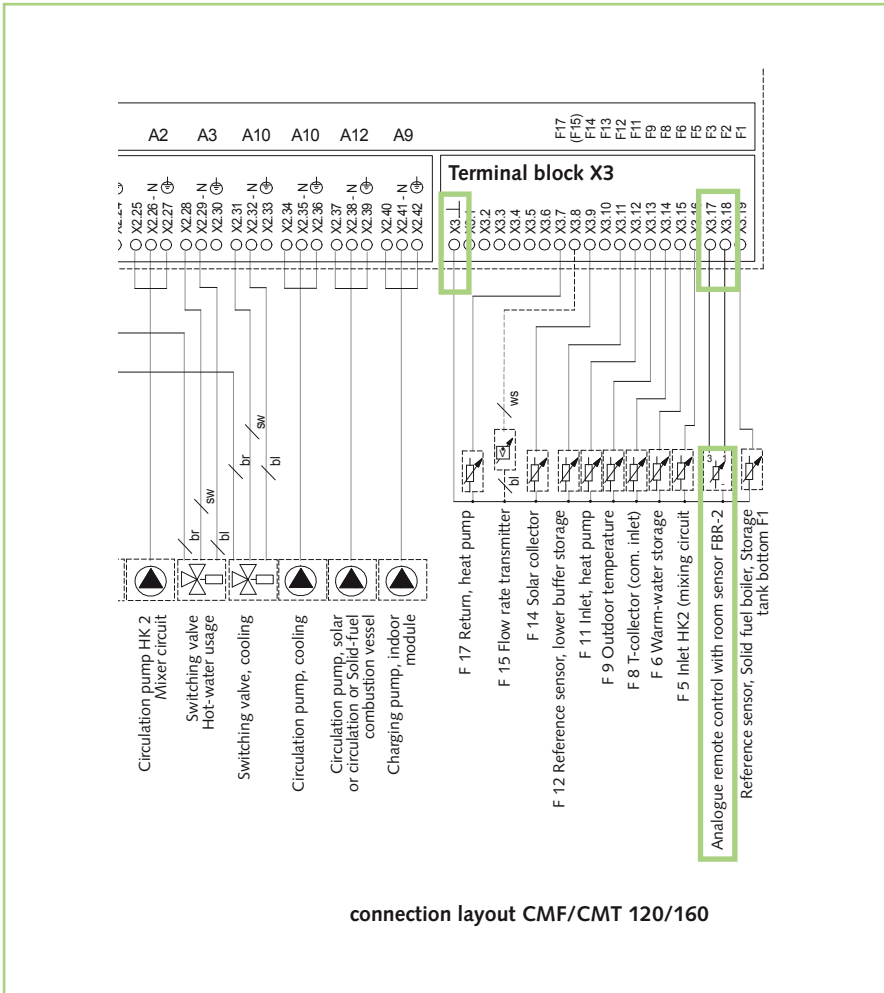 A2
A3
A10
A10
A12
A9
F17
(F15)
F14
F13
F12
F11
F9
F8
F6
F5
F3
F2
F1
Terminal block X3
X2.25
X2.26 - N
X2.27
X2.28
X2.29 - N
X2.30
X2.31
X2.32 - N
X2.33
X2.34
X2.35 - N
X2.36
X2.37
X2.38 - N
X2.39
X2.40
X2.41 - N
X2.42
X3.
X3.2
X3.3
X3.4
X3.5
X3.6
X3.7
X3.8
X3.9
X3.10
X3.11
X3.12
X3.13
X3.14
X3.15
X3.16
X3.17
X3.18
X3.19
br
sw
bl
br
sw
bl
ws
bl
3
Circulation pump HK 2
Mixer circuit
Switching valve
Hot-water usage
Switching valve, cooling
Circulation pump, cooling
Circulation pump, solar
or circulation or Solid-fuel
combustion vessel
Charging pump, indoor
module
F 17 Return, heat pump
F 15 Flow rate transmitter
F 14 Solar collector
F 12 Reference sensor, lower buffer storage
F 11 Inlet, heat pump
F 9 Outdoor temperature
F 8 T-collector (com. inlet)
F 6 Warm-water storage
F 5 Inlet HK2 (mixing circuit)
Analogue remote control with room sensor FBR-2
Reference sensor, Solid fuel boiler, Storage
tank bottom F1
connection layout CMF/CMT 120/160